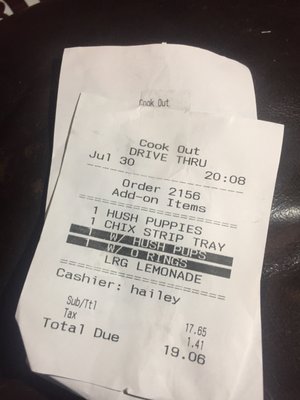 Cook Out
Cook Out
DRIVE THRU
Jul 30 20:08
Order 2156
Add-on Items
1 HUSH PUPPIES
1 CHIX STRIP TRAY
1 W/ HUSH PUPS
1 W/ O RINGS
LRG LEMONADE
Cashier: hailey
Sub/Ttl 17.65
Tax 1.41
Total Due 19.06